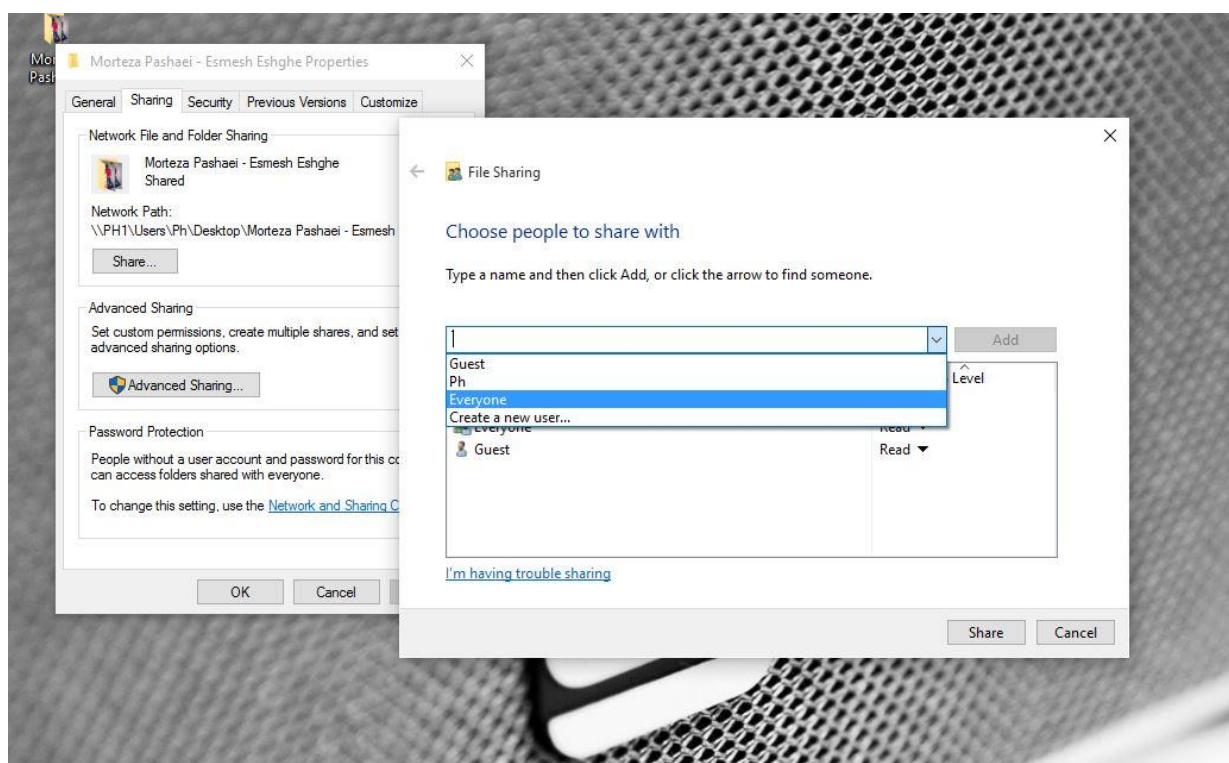 Mor
Pash
Morteza Pashaei - Esmesh Eshghe Properties
General Sharing Security Previous Versions Customize
Network File and Folder Sharing
Morteza Pashaei - Esmesh Eshghe
Shared
Network Path:
\\PH1\Users\Ph\Desktop\Morteza Pashaei - Esmesh
Share...
Advanced Sharing
Set custom permissions, create multiple shares, and set
advanced sharing options.
Advanced Sharing...
Password Protection
People without a user account and password for this co
can access folders shared with everyone.
To change this setting, use the Network and Sharing C
OK Cancel
File Sharing
Choose people to share with
Type a name and then click Add, or click the arrow to find someone.
Add
Guest
Ph
Everyone
Create a new user...
Level
Everyone Read
Guest Read
I'm having trouble sharing
Share Cancel